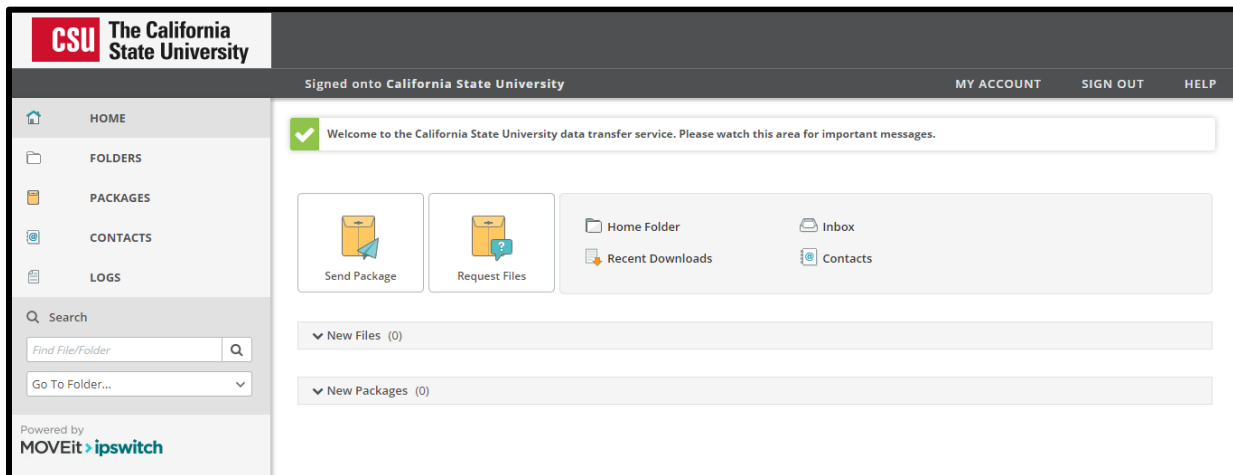 CSU The California
State University
Signed onto California State University MY ACCOUNT SIGN OUT HELP
HOME
FOLDERS
PACKAGES
CONTACTS
LOGS
Search
Find File/Folder
Go To Folder...
Powered by
MOVEit ipswitch
Welcome to the California State University data transfer service. Please watch this area for important messages.
Send Package
Request Files
Home Folder
Inbox
Recent Downloads
Contacts
New Files (0)
New Packages (0)